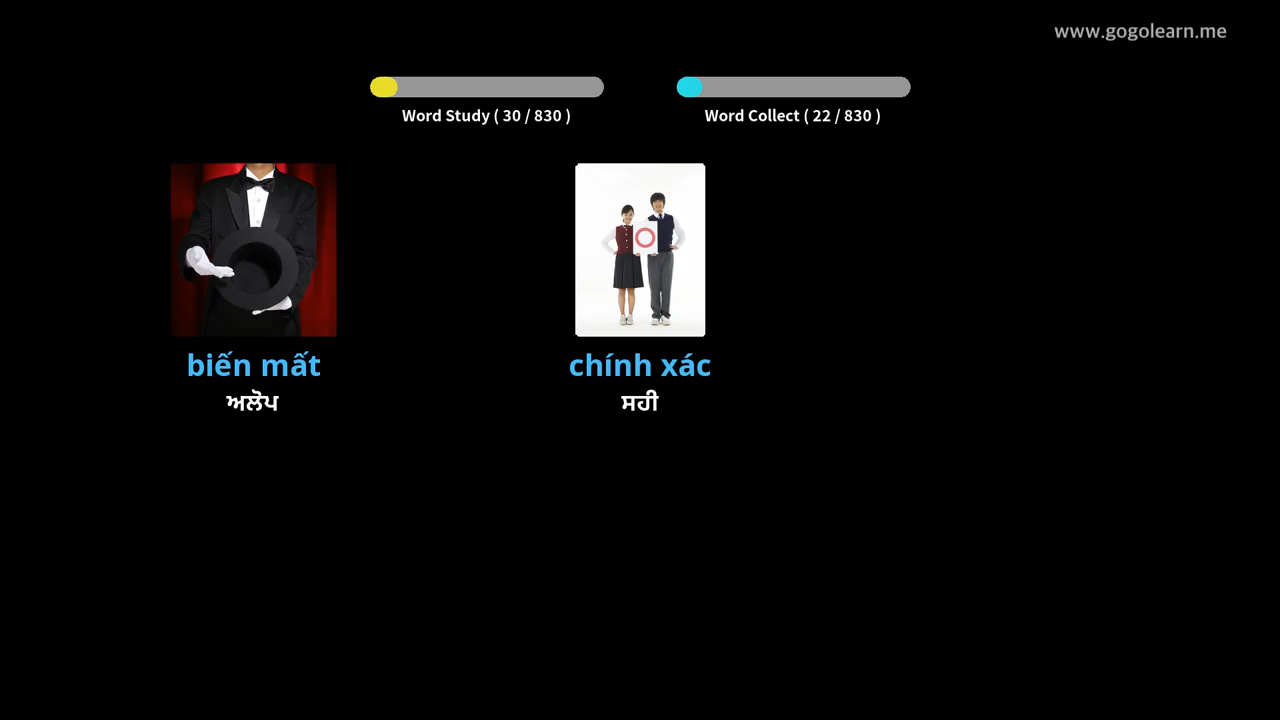 www.gogolearn.me
Word Study ( 30 / 830 )
Word Collect ( 22 / 830 )
biến mất
ਅਲੋਪ
chính xác
ਸਹੀ